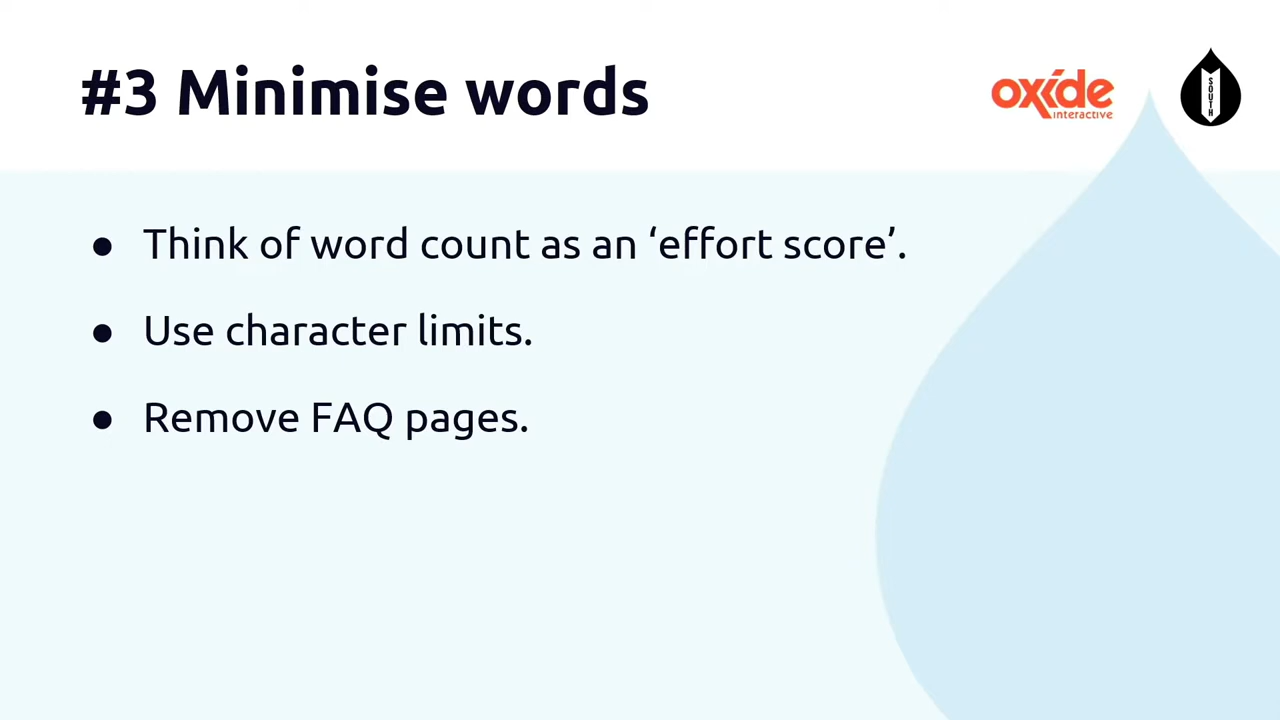 #3 Minimise words
oxide
interactive
SOUTH
● Think of word count as an ‘effort score’.
● Use character limits.
● Remove FAQ pages.